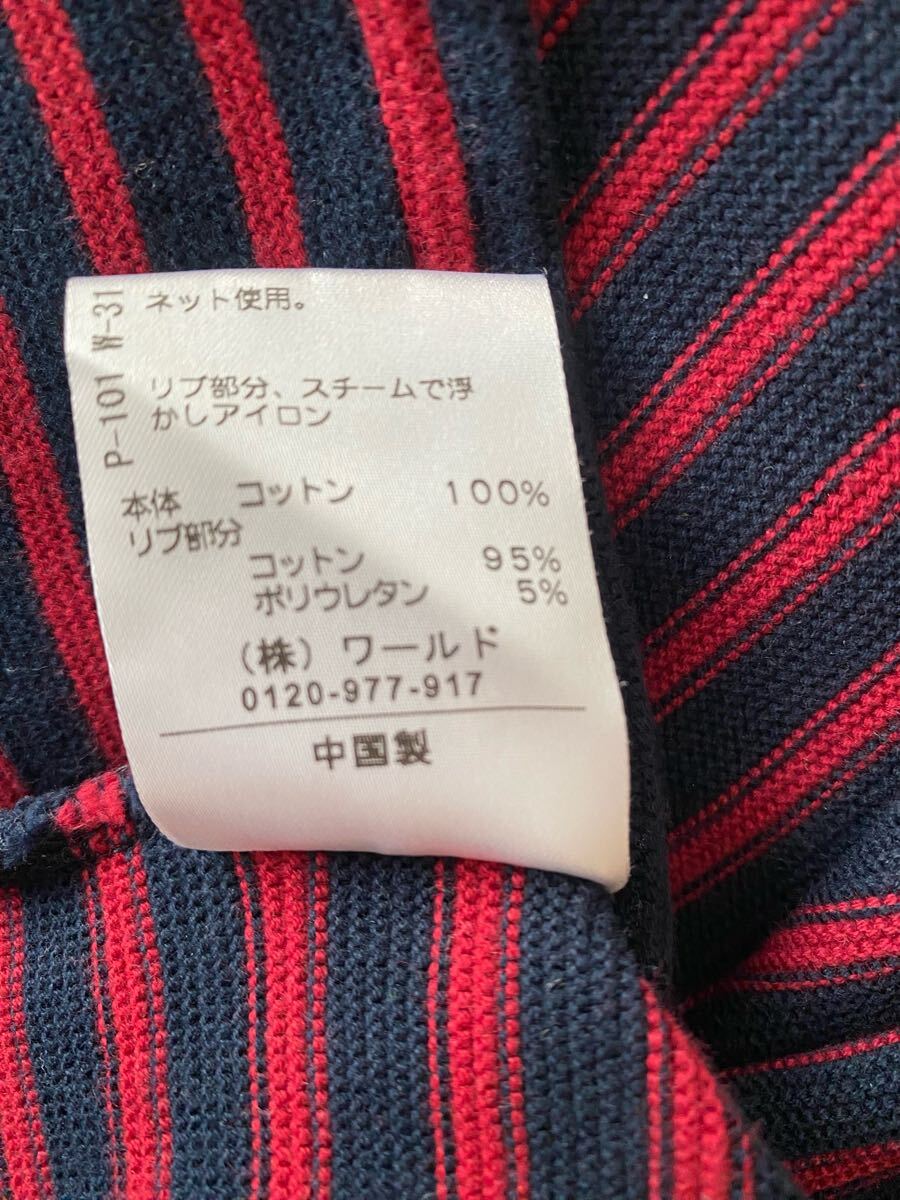 P-101 W-31
ネット使用。
リブ部分、スチームで浮
かしアイロン
本体 コットン 100%
リブ部分
コットン 95%
ポリウレタン 5%
(株) ワールド
0120-977-917
中国製